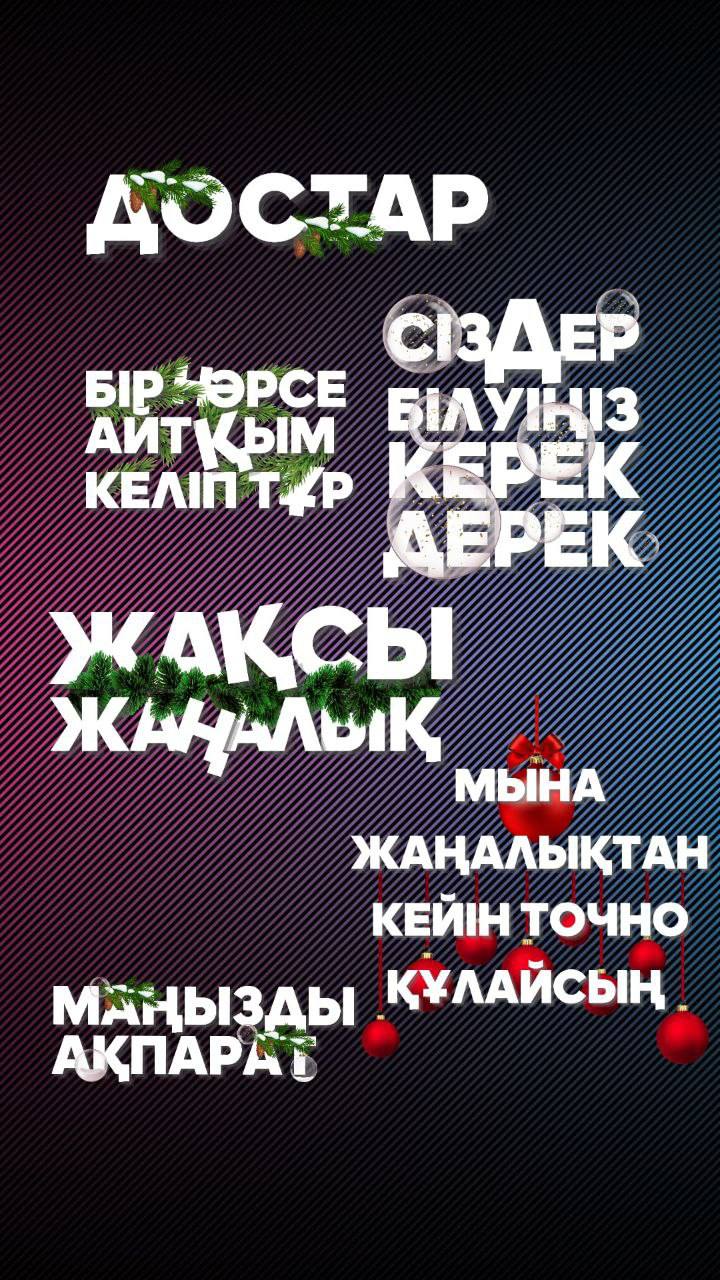 ДОСТАР
БІР НӘРСЕ
АЙТҚЫМ
КЕЛІП ТҰР
СІЗДЕР
БІЛУІҢІЗ
КЕРЕК
ДЕРЕК
ЖАҚСЫ
ЖАҢАЛЫҚ
МЫНА
ЖАҢАЛЫҚТАН
КЕЙІН ТОЧНО
ҚҰЛАЙСЫҢ
МАҢЫЗДЫ
АҚПАРАТ